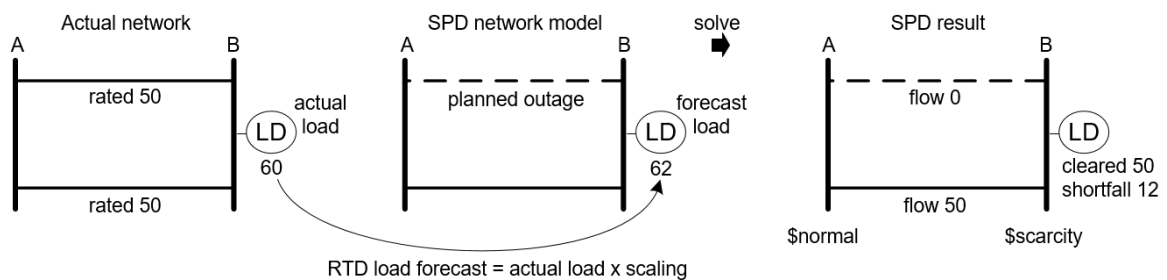 Actual network
SPD network model
solve
SPD result
A
B
A
B
A
B
rated 50
planned outage
flow 0
actual
load
forecast
load
LD
LD
LD
60
62
cleared 50
shortfall 12
rated 50
rated 50
flow 50
$normal
$scarcity
RTD load forecast = actual load x scaling